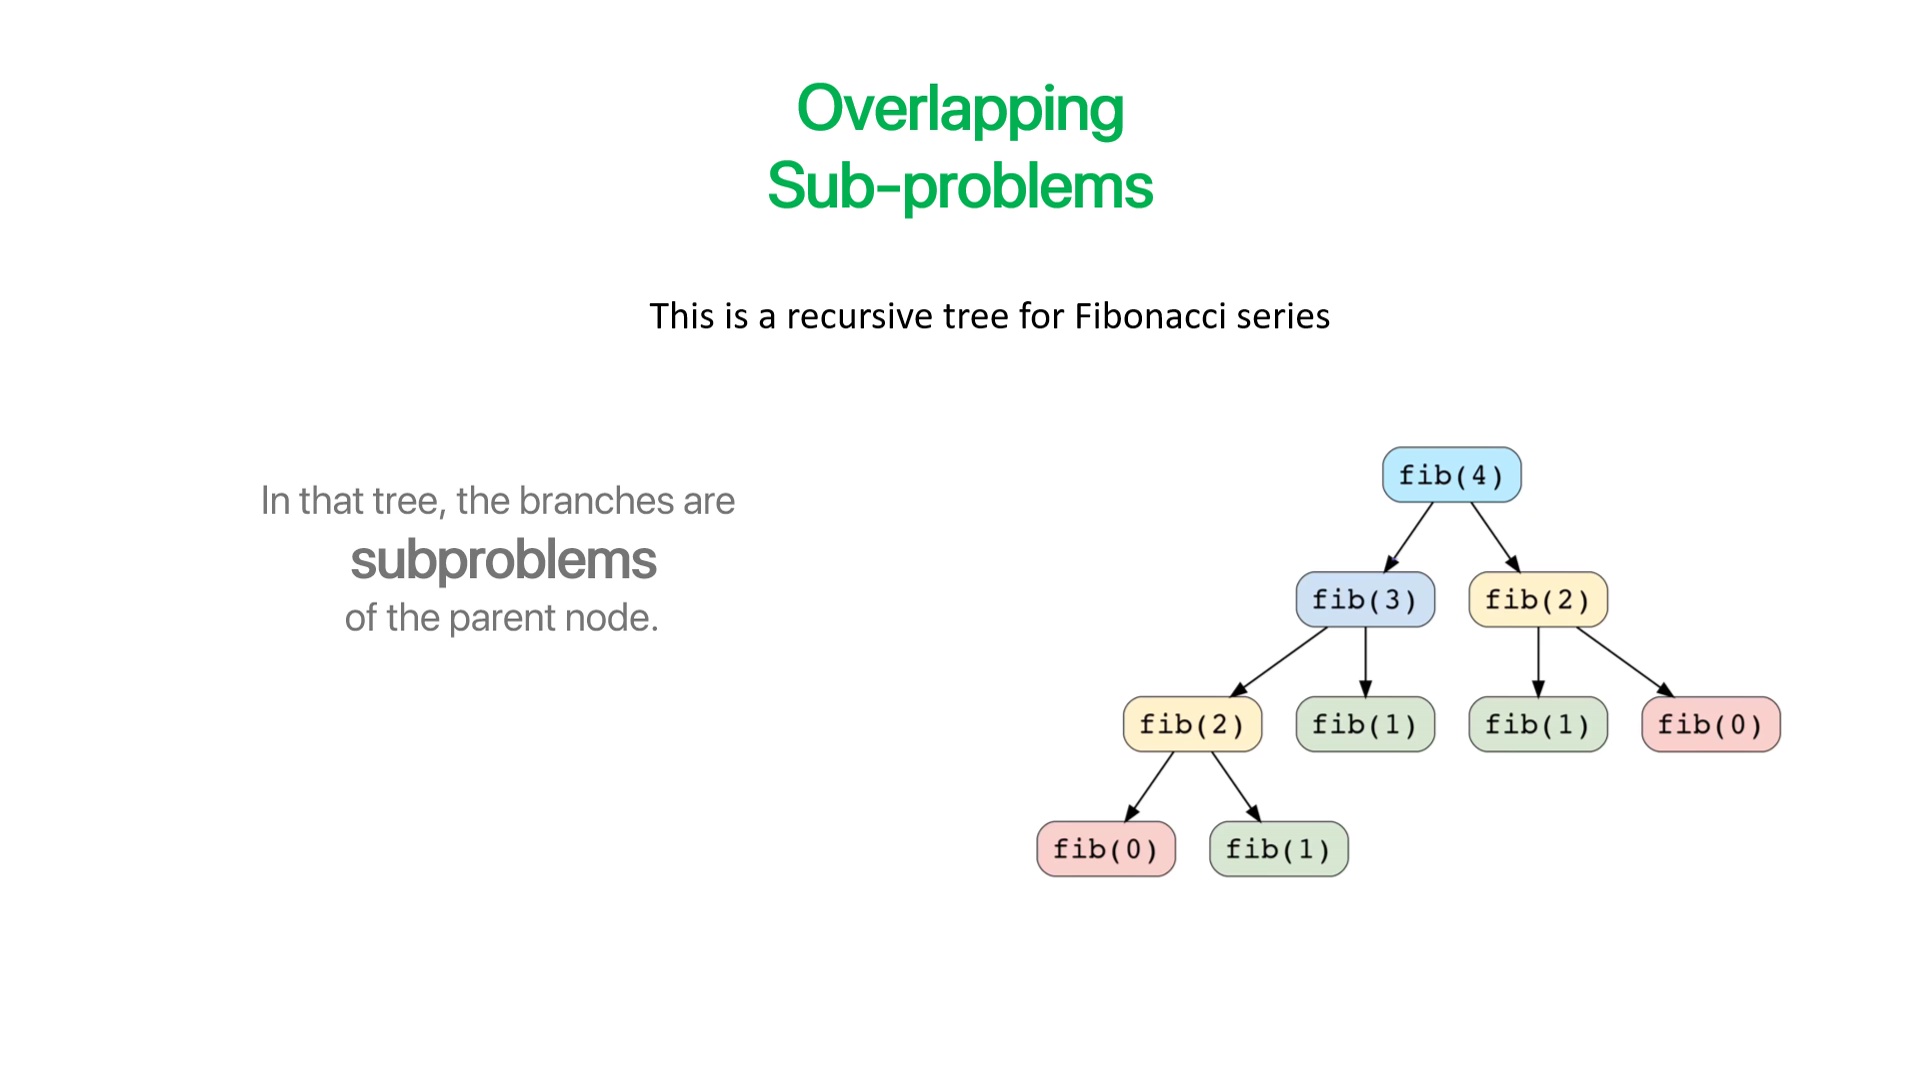 Overlapping
Sub-problems
This is a recursive tree for Fibonacci series
In that tree, the branches are
subproblems
of the parent node.
fib(4)
fib(3)
fib(2)
fib(2)
fib(1)
fib(1)
fib(0)
fib(0)
fib(1)